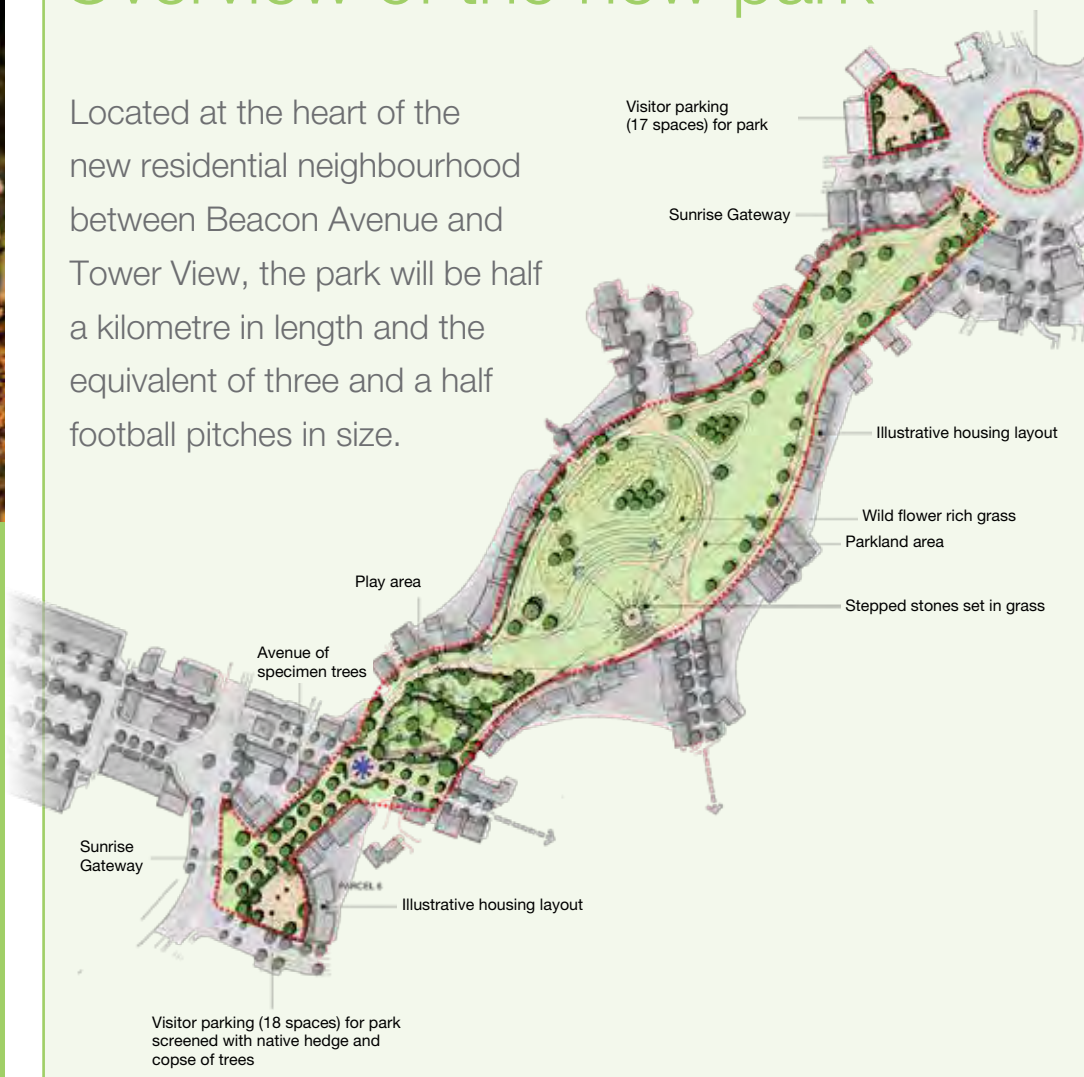 Overview of the new park
Located at the heart of the
new residential neighbourhood
between Beacon Avenue and
Tower View, the park will be half
a kilometre in length and the
equivalent of three and a half
football pitches in size.
Visitor parking
(17 spaces) for park
Sunrise Gateway
Illustrative housing layout
Wild flower rich grass
Parkland area
Stepped stones set in grass
Play area
Avenue of
specimen trees
Sunrise
Gateway
PARCEL 6
Illustrative housing layout
Visitor parking (18 spaces) for park
screened with native hedge and
copse of trees